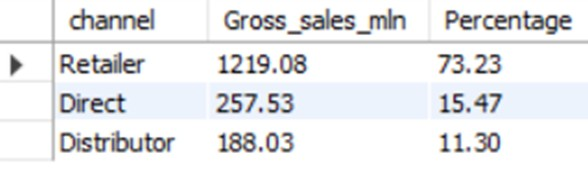 channel Gross_sales_mln Percentage
Retailer 1219.08 73.23
Direct 257.53 15.47
Distributor 188.03 11.30